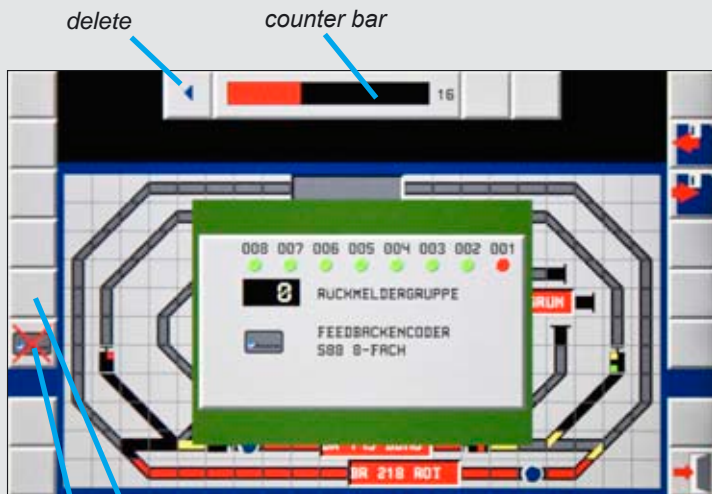 delete
counter bar
16
008 007 006 005 004 003 002 001
0
RUCKMELDERGRUPPE
FEEDBACKENCODER
S88 8-FACH
BR 218 ROT